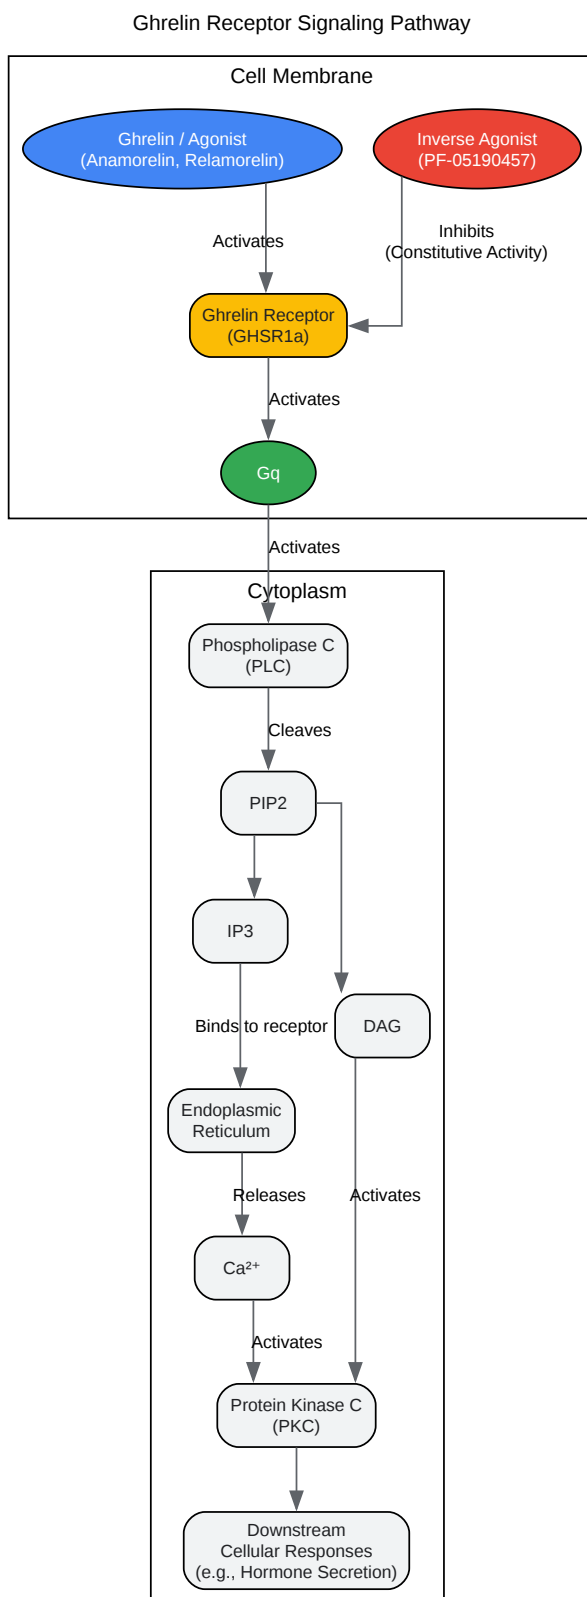 Ghrelin Receptor Signaling Pathway
Cell Membrane
Ghrelin / Agonist
(Anamorelin, Relamorelin)
Inverse Agonist
(PF-05190457)
Activates
Inhibits
(Constitutive Activity)
Ghrelin Receptor
(GHSR1a)
Activates
Gq
Activates
Cytoplasm
Phospholipase C
(PLC)
Cleaves
PIP2
IP3
Binds to receptor
DAG
Endoplasmic
Reticulum
Releases
Activates
Ca²⁺
Activates
Protein Kinase C
(PKC)
Downstream
Cellular Responses
(e.g., Hormone Secretion)